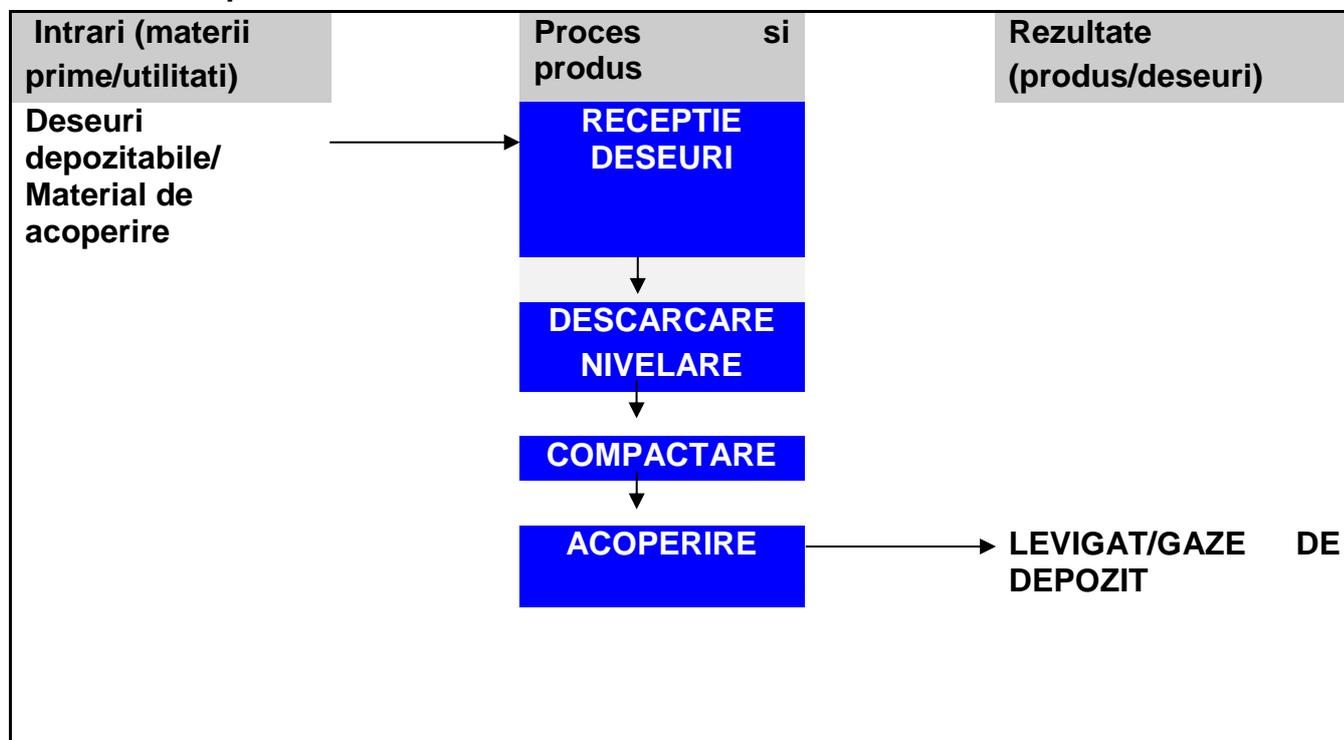 Intrari (materii
prime/utilitati)
Proces si
produs
Rezultate
(produs/deseuri)
Deseuri
depozitabile/
Material de
acoperire
RECEPTIE
DESEURI
DESCARCARE
NIVELARE
COMPACTARE
ACOPERIRE
LEVIGAT/GAZE DE
DEPOZIT